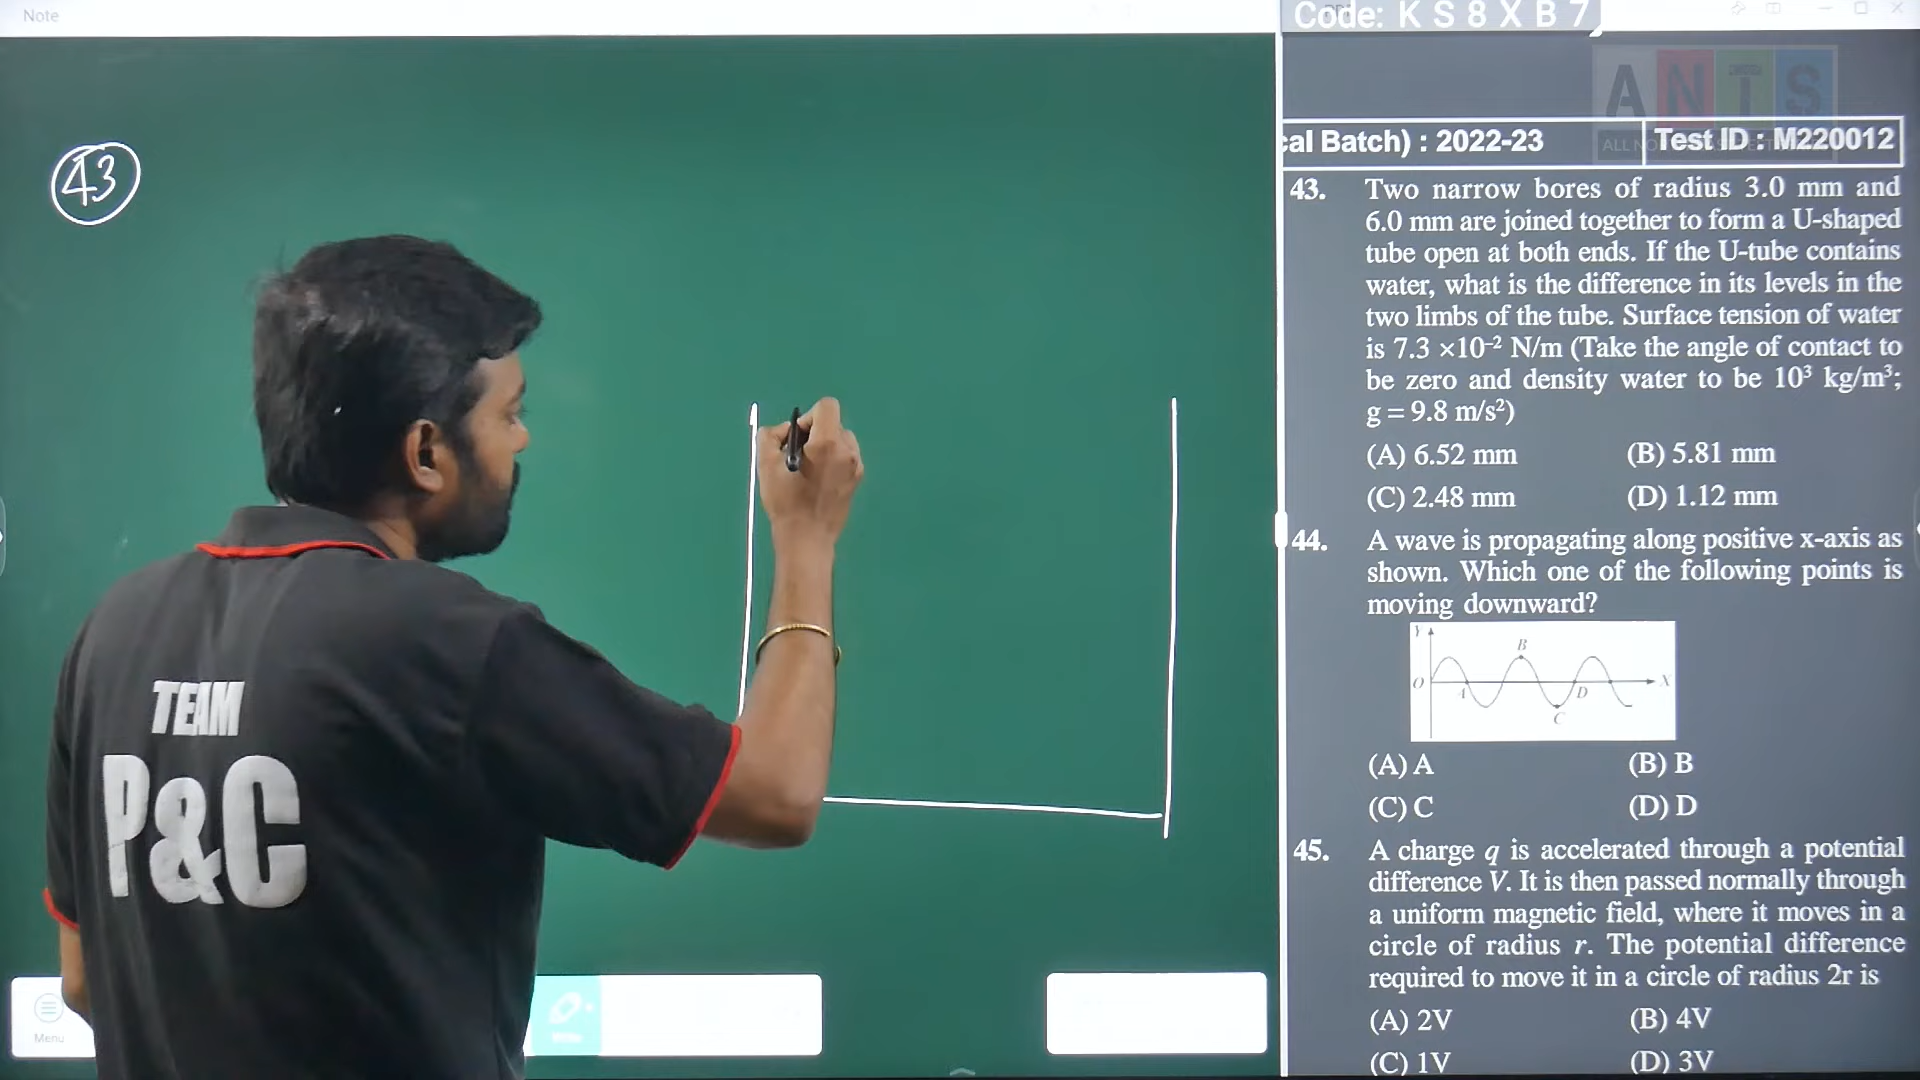 Note
Code: K S 8 X B 7
ANTS
cal Batch) : 2022-23 Test ID : M220012
43
43. Two narrow bores of radius 3.0 mm and
6.0 mm are joined together to form a U-shaped
tube open at both ends. If the U-tube contains
water, what is the difference in its levels in the
two limbs of the tube. Surface tension of water
is 7.3 ×10⁻² N/m (Take the angle of contact to
be zero and density water to be 10³ kg/m³;
g = 9.8 m/s²)
(A) 6.52 mm (B) 5.81 mm
(C) 2.48 mm (D) 1.12 mm
44. A wave is propagating along positive x-axis as
shown. Which one of the following points is
moving downward?
Y
B
O A D X
C
(A) A (B) B
(C) C (D) D
45. A charge q is accelerated through a potential
difference V. It is then passed normally through
a uniform magnetic field, where it moves in a
circle of radius r. The potential difference
required to move it in a circle of radius 2r is
(A) 2V (B) 4V
(C) 1V (D) 3V
TEAM
P&C
Menu